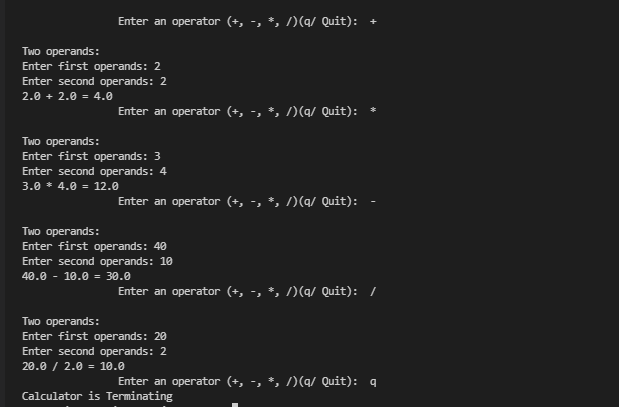 Enter an operator (+, -, *, /)(q/ Quit):  +
Two operands:
Enter first operands: 2
Enter second operands: 2
2.0 + 2.0 = 4.0
Enter an operator (+, -, *, /)(q/ Quit):  *
Two operands:
Enter first operands: 3
Enter second operands: 4
3.0 * 4.0 = 12.0
Enter an operator (+, -, *, /)(q/ Quit):  -
Two operands:
Enter first operands: 40
Enter second operands: 10
40.0 - 10.0 = 30.0
Enter an operator (+, -, *, /)(q/ Quit):  /
Two operands:
Enter first operands: 20
Enter second operands: 2
20.0 / 2.0 = 10.0
Enter an operator (+, -, *, /)(q/ Quit):  q
Calculator is Terminating